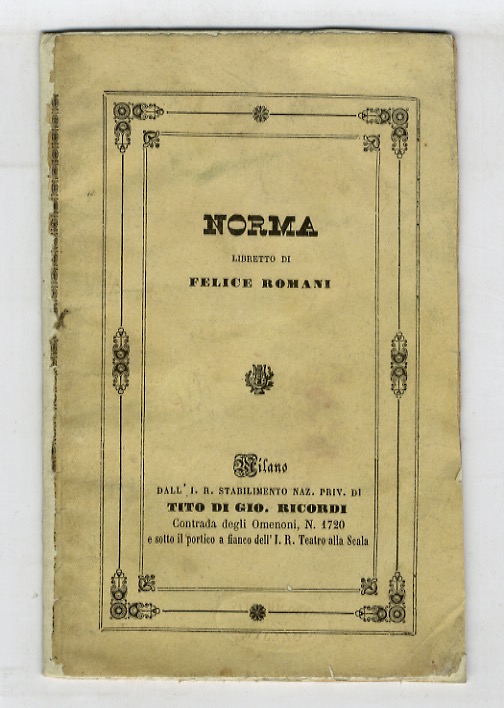 NORMA
LIBRETTO DI
FELICE ROMANI
Milano
DALL' I. R. STABILIMENTO NAZ. PRIV. DI
TITO DI GIO. RICORDI
Contrada degli Omenoni, N. 1720
e sotto il portico a fianco dell' I. R. Teatro alla Scala